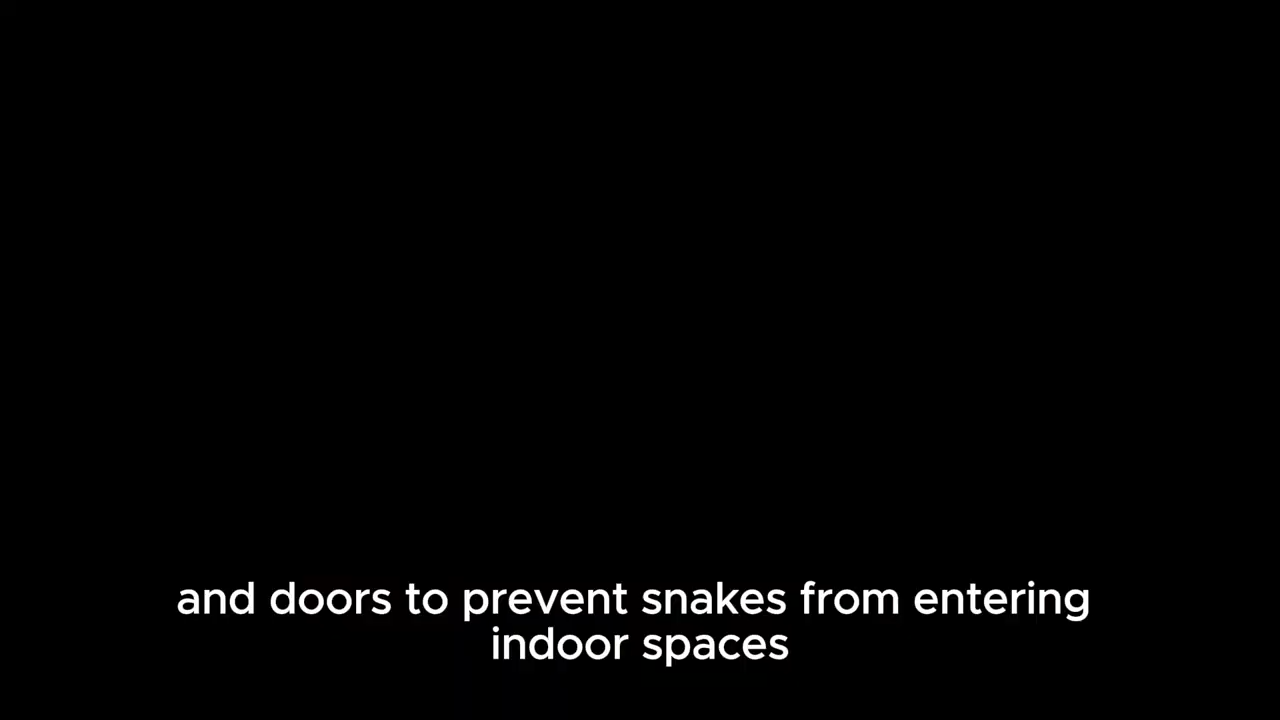 and doors to prevent snakes from entering
indoor spaces